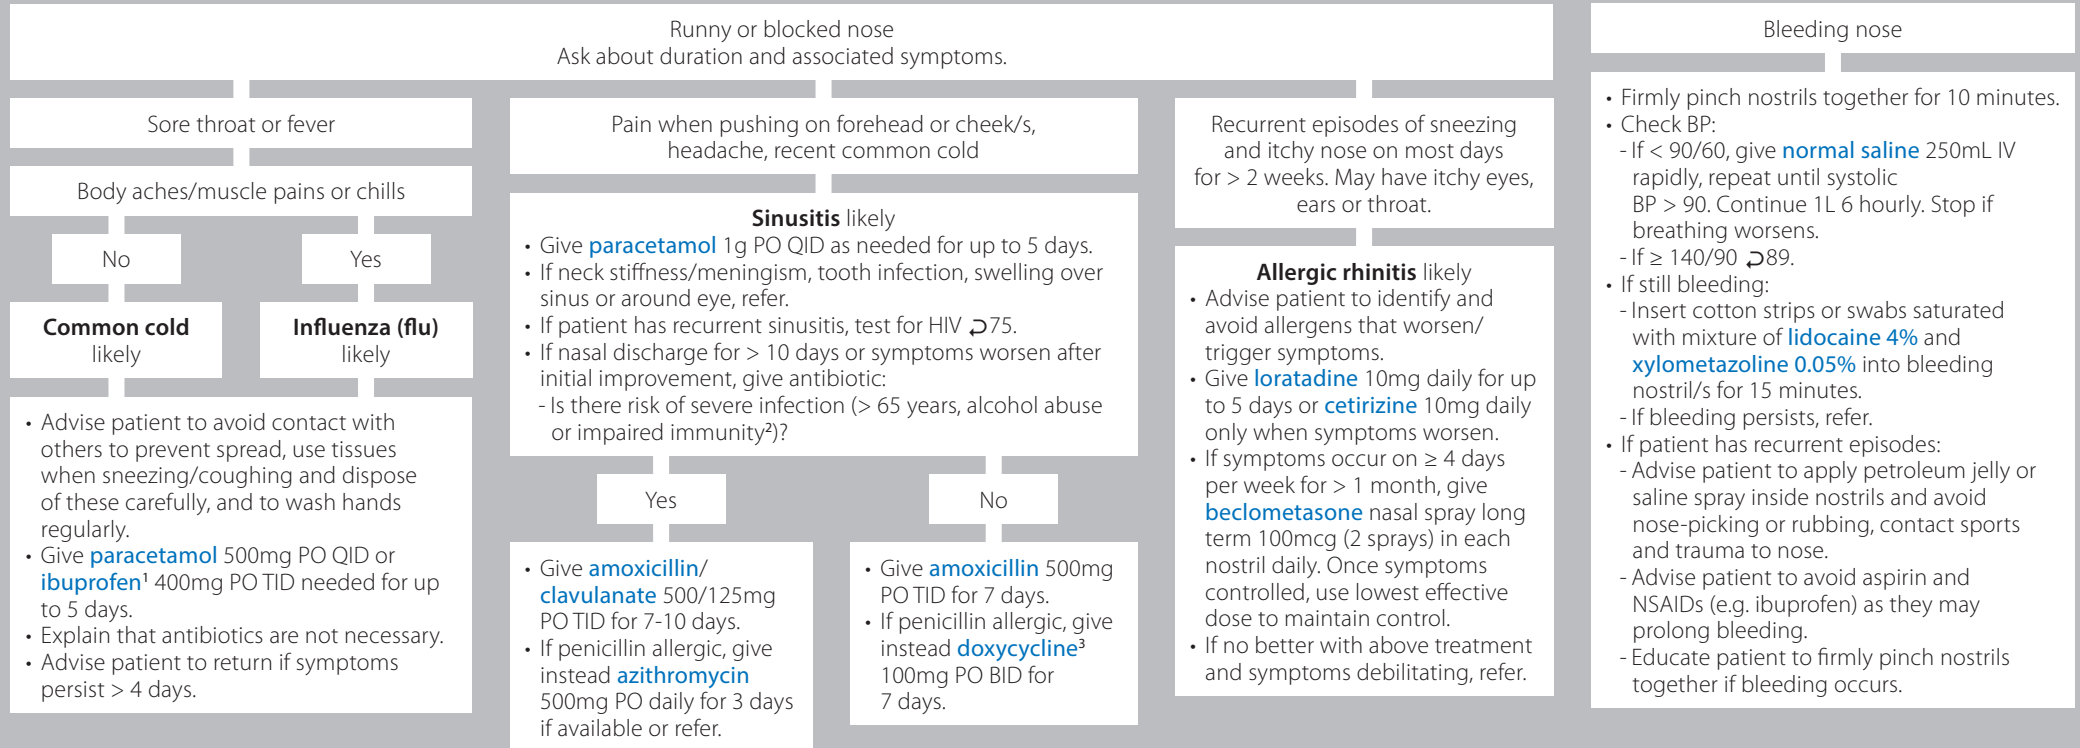 Runny or blocked nose
Ask about duration and associated symptoms.
Sore throat or fever
Body aches/muscle pains or chills
No
Yes
Common cold
likely
Influenza (flu)
likely
• Advise patient to avoid contact with
others to prevent spread, use tissues
when sneezing/coughing and dispose
of these carefully, and to wash hands
regularly.
• Give paracetamol 500mg PO QID or
ibuprofen¹ 400mg PO TID needed for up
to 5 days.
• Explain that antibiotics are not necessary.
• Advise patient to return if symptoms
persist > 4 days.
Pain when pushing on forehead or cheek/s,
headache, recent common cold
Sinusitis likely
• Give paracetamol 1g PO QID as needed for up to 5 days.
• If neck stiffness/meningism, tooth infection, swelling over
sinus or around eye, refer.
• If patient has recurrent sinusitis, test for HIV ⮌75.
• If nasal discharge for > 10 days or symptoms worsen after
initial improvement, give antibiotic:
- Is there risk of severe infection (> 65 years, alcohol abuse
or impaired immunity²)?
Yes
• Give amoxicillin/
clavulanate 500/125mg
PO TID for 7-10 days.
• If penicillin allergic, give
instead azithromycin
500mg PO daily for 3 days
if available or refer.
No
• Give amoxicillin 500mg
PO TID for 7 days.
• If penicillin allergic, give
instead doxycycline³
100mg PO BID for
7 days.
Recurrent episodes of sneezing
and itchy nose on most days
for > 2 weeks. May have itchy eyes,
ears or throat.
Allergic rhinitis likely
• Advise patient to identify and
avoid allergens that worsen/
trigger symptoms.
• Give loratadine 10mg daily for up
to 5 days or cetirizine 10mg daily
only when symptoms worsen.
• If symptoms occur on ≥ 4 days
per week for > 1 month, give
beclometasone nasal spray long
term 100mcg (2 sprays) in each
nostril daily. Once symptoms
controlled, use lowest effective
dose to maintain control.
• If no better with above treatment
and symptoms debilitating, refer.
Bleeding nose
• Firmly pinch nostrils together for 10 minutes.
• Check BP:
- If < 90/60, give normal saline 250mL IV
rapidly, repeat until systolic
BP > 90. Continue 1L 6 hourly. Stop if
breathing worsens.
- If ≥ 140/90 ⮌89.
• If still bleeding:
- Insert cotton strips or swabs saturated
with mixture of lidocaine 4% and
xylometazoline 0.05% into bleeding
nostril/s for 15 minutes.
- If bleeding persists, refer.
• If patient has recurrent episodes:
- Advise patient to apply petroleum jelly or
saline spray inside nostrils and avoid
nose-picking or rubbing, contact sports
and trauma to nose.
- Advise patient to avoid aspirin and
NSAIDs (e.g. ibuprofen) as they may
prolong bleeding.
- Educate patient to firmly pinch nostrils
together if bleeding occurs.